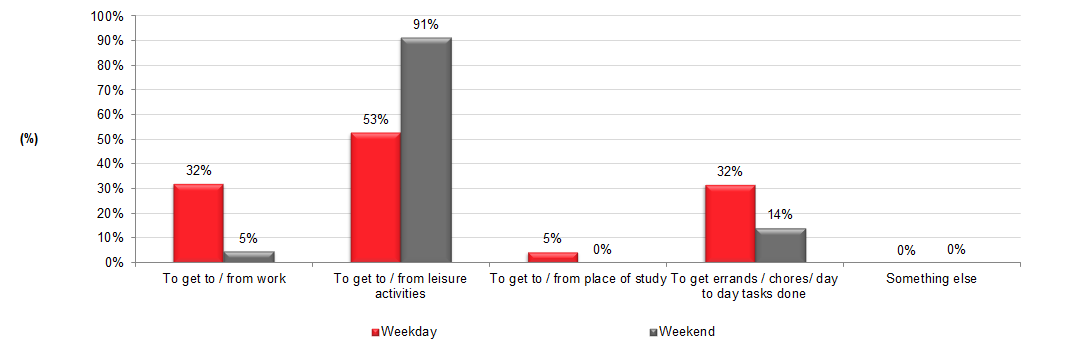 100%
91%
90%
80%
70%
60%
53%
50%
(%)
40%
32%
32%
30%
20%
14%
10%
5%
5%
0%
0%
0%
0%
To get to / from work
To get to / from leisure
activities
To get to / from place of study
To get errands / chores/ day
to day tasks done
Something else
Weekday
Weekend